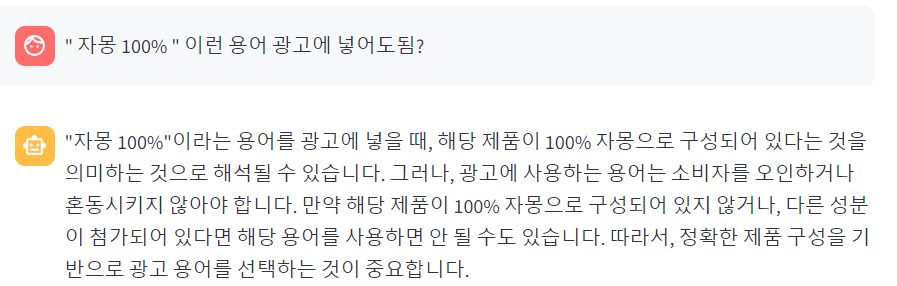 " 자몽 100% " 이런 용어 광고에 넣어도됨?
"자몽 100%"이라는 용어를 광고에 넣을 때, 해당 제품이 100% 자몽으로 구성되어 있다는 것을
의미하는 것으로 해석될 수 있습니다. 그러나, 광고에 사용하는 용어는 소비자를 오인하거나
혼동시키지 않아야 합니다. 만약 해당 제품이 100% 자몽으로 구성되어 있지 않거나, 다른 성분
이 첨가되어 있다면 해당 용어를 사용하면 안 될 수도 있습니다. 따라서, 정확한 제품 구성을 기
반으로 광고 용어를 선택하는 것이 중요합니다.